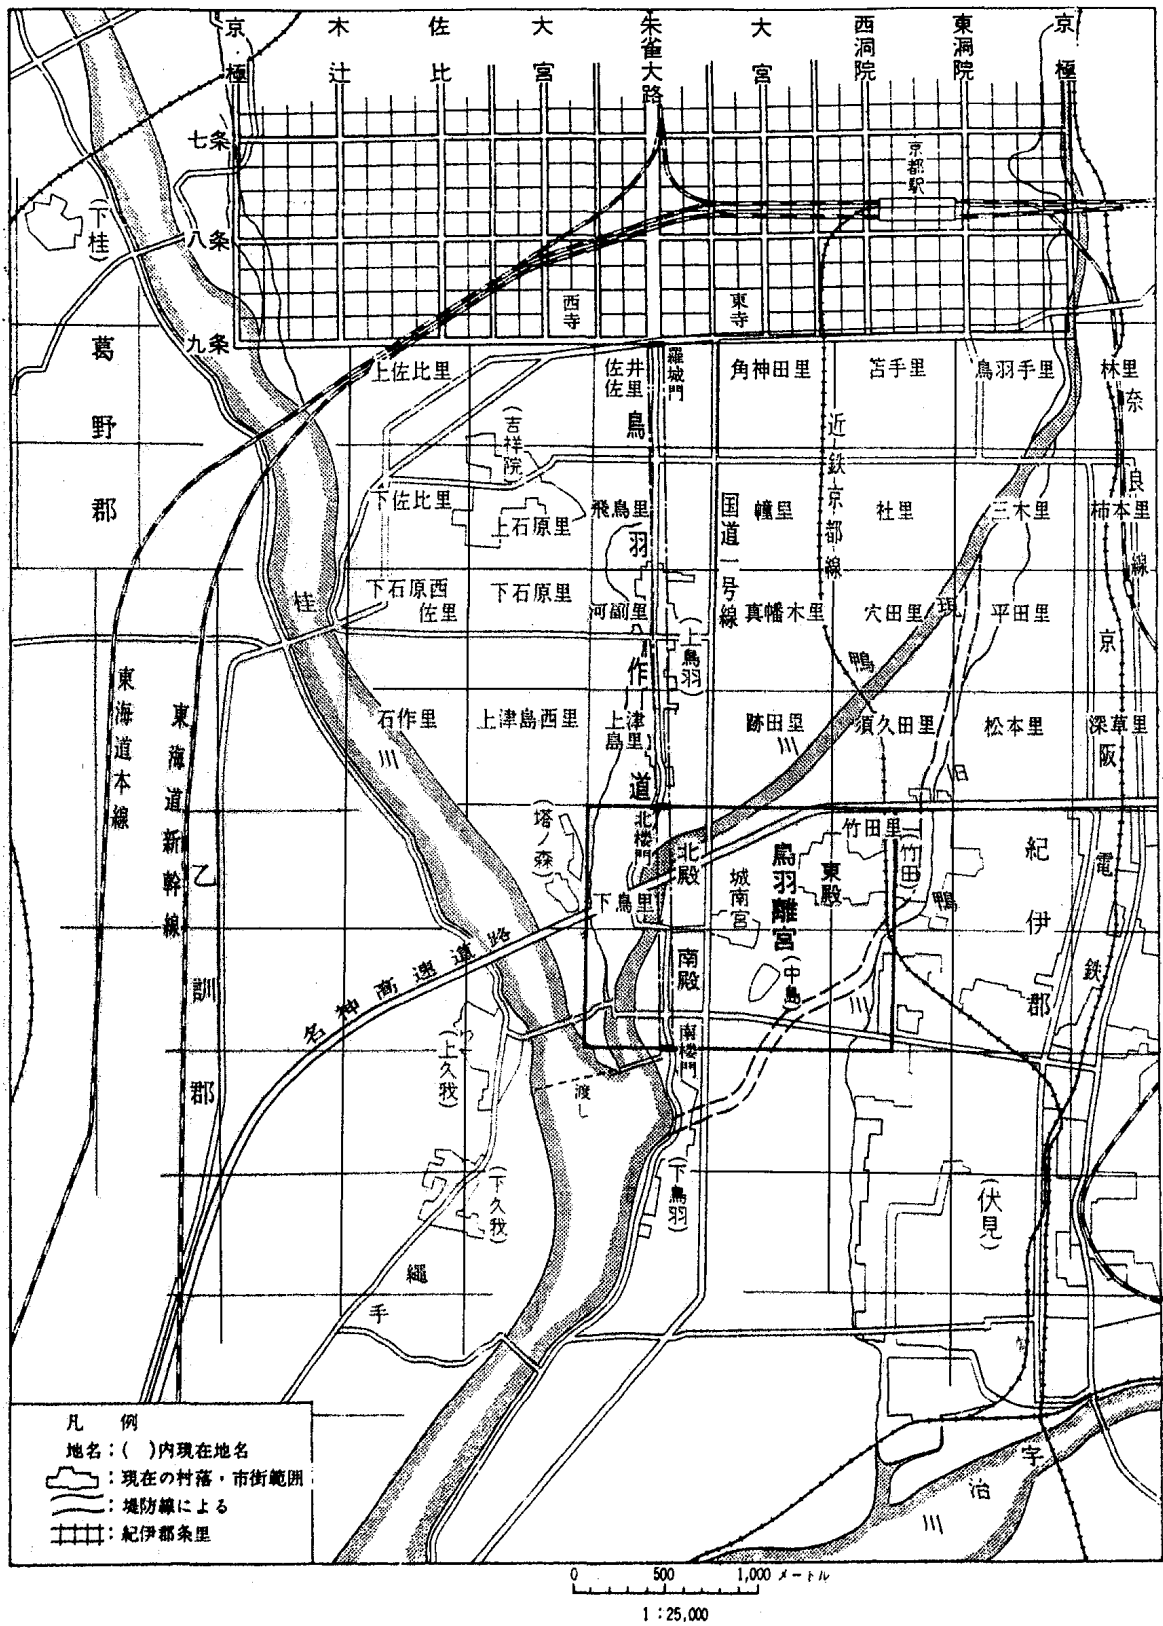 京極
木辻
佐比
大宮
朱雀大路
大宮
西洞院
東洞院
京極
七条
京都駅
(下桂)
八条
西寺
東寺
九条
羅城門
葛野郡
上佐比里
佐井佐里
角神田里
苫手里
鳥羽手里
林里
奈良線
(吉祥院)
鳥羽作道
近鉄京都線
下佐比里
上石原里
飛鳥里
国道一号線
幢里
社里
三木里
柿本里
桂川
下石原西佐里
下石原里
河副里
真幡木里
穴田里
現鴨川
平田里
(上鳥羽)
京阪電鉄
東海道本線
東海道新幹線
石作里
上津島西里
上津島里
跡田里
須久田里
松本里
深草里
旧鴨川
(塔ノ森)
北楼門
北殿
竹田里
(竹田)
鳥羽離宮
東殿
城南宮
紀伊郡
乙訓郡
下鳥里
南殿
(中島)
名神高速道路
(上久我)
南楼門
渡し
(下久我)
(下鳥羽)
(伏見)
縄手
宇治川
凡 例
地名:( )内現在地名
:現在の村落・市街範囲
:堤防線による
:紀伊郡条里
0 500 1,000 メートル
1:25,000